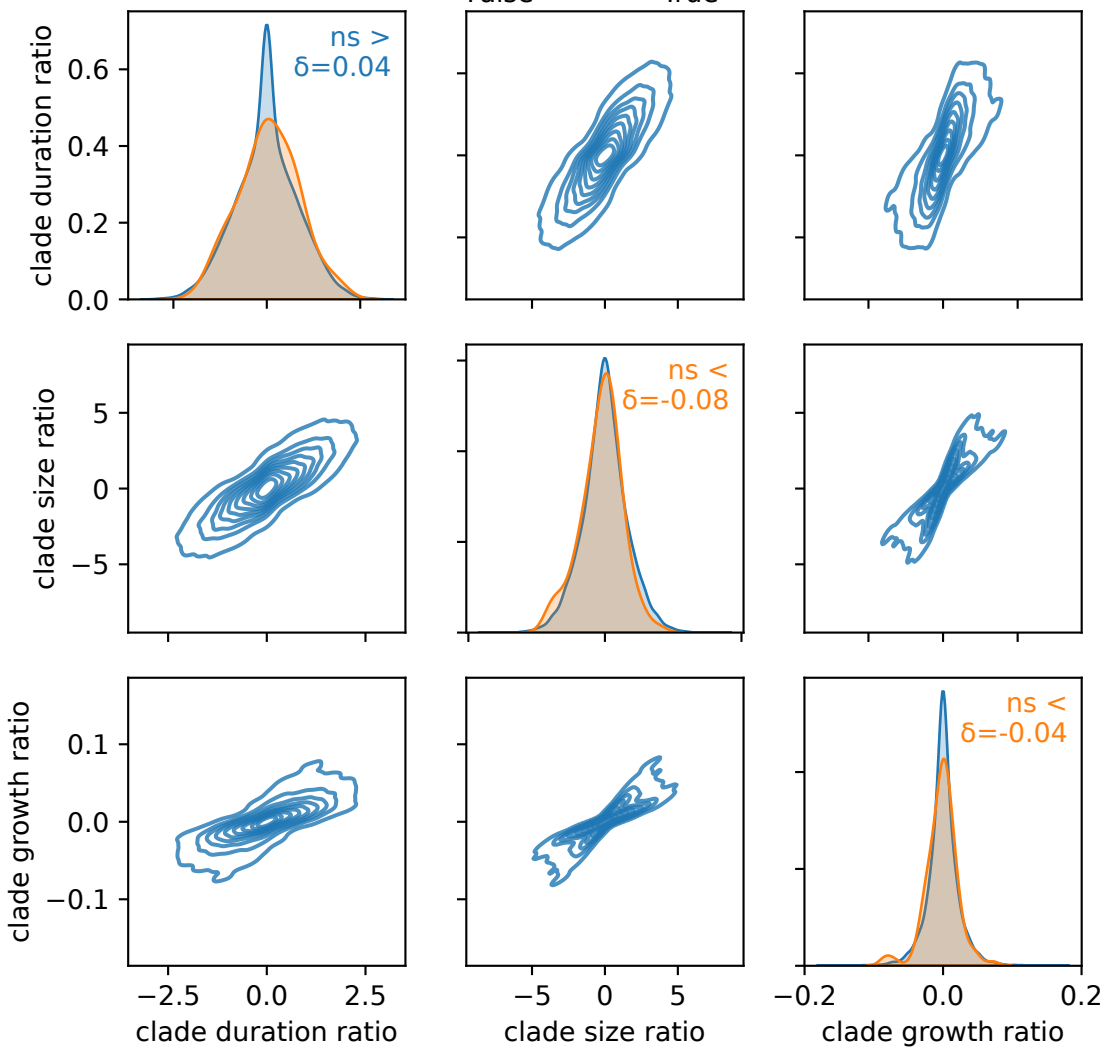 True
clade duration ratio
0.6
0.4
0.2
0.0
ns >
δ=0.04
clade size ratio
5
0
−5
ns <
δ=-0.08
clade growth ratio
0.1
0.0
−0.1
ns <
δ=-0.04
−2.5 0.0 2.5
−5 0 5
−0.2 0.0 0.2
clade duration ratio
clade size ratio
clade growth ratio